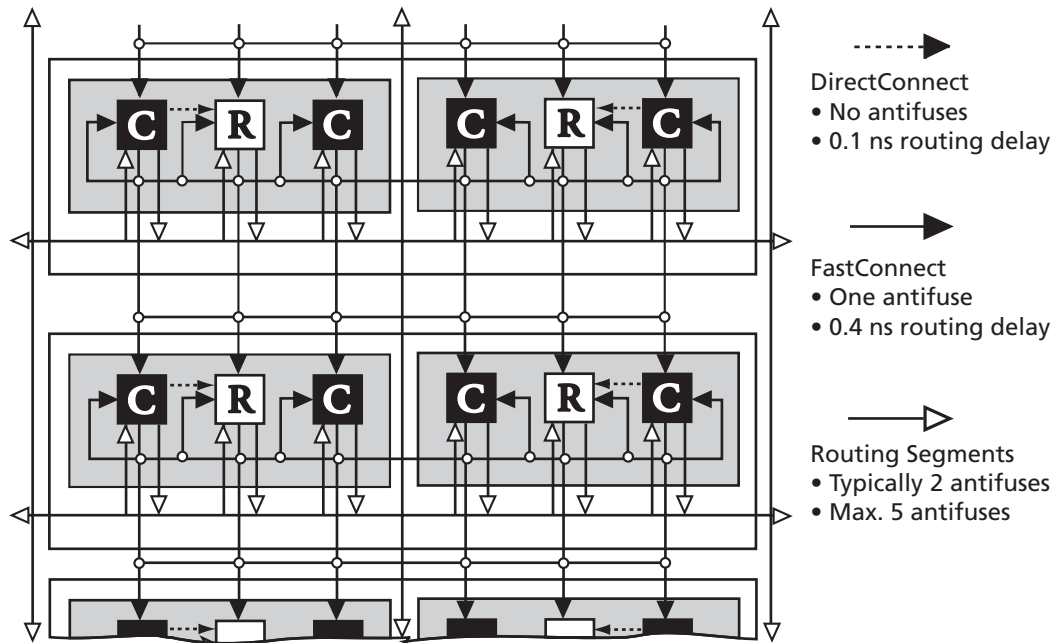 C R C C R C
DirectConnect
• No antifuses
• 0.1 ns routing delay
FastConnect
• One antifuse
• 0.4 ns routing delay
C R C C R C
Routing Segments
• Typically 2 antifuses
• Max. 5 antifuses